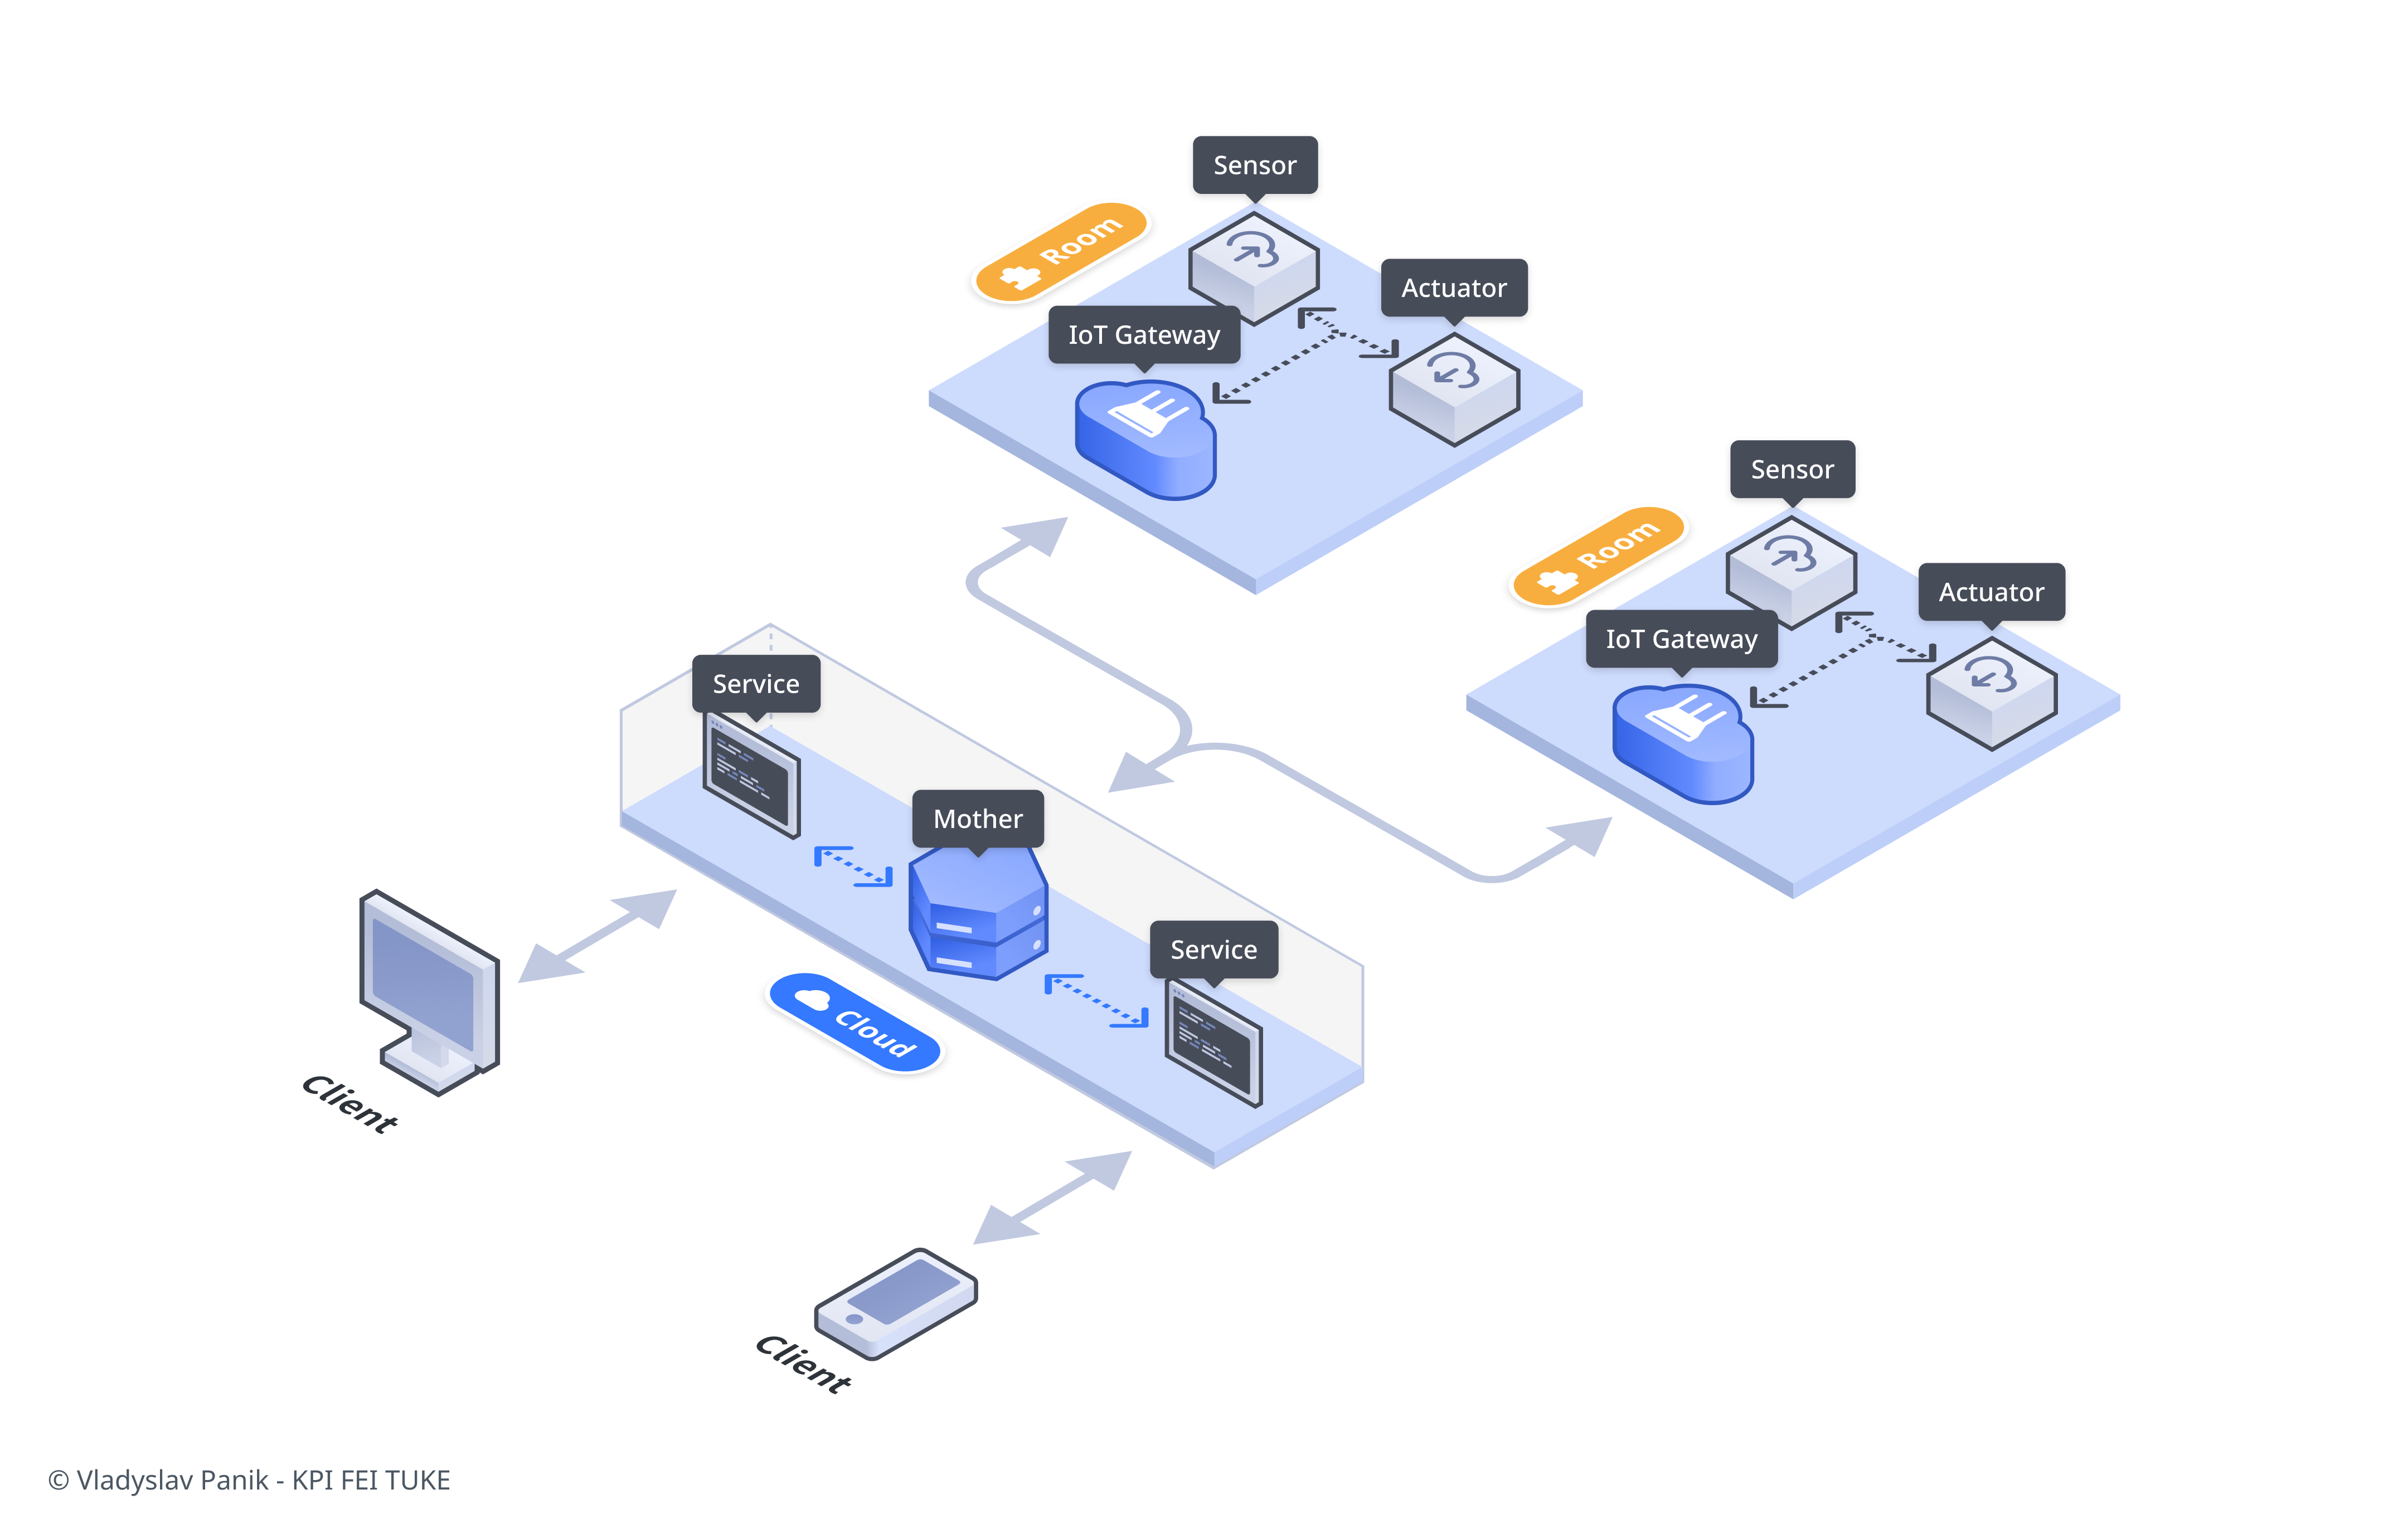 Sensor
Room
Actuator
IoT Gateway
Sensor
Room
Actuator
IoT Gateway
Service
Mother
Service
Cloud
Client
Client
© Vladyslav Panik - KPI FEI TUKE